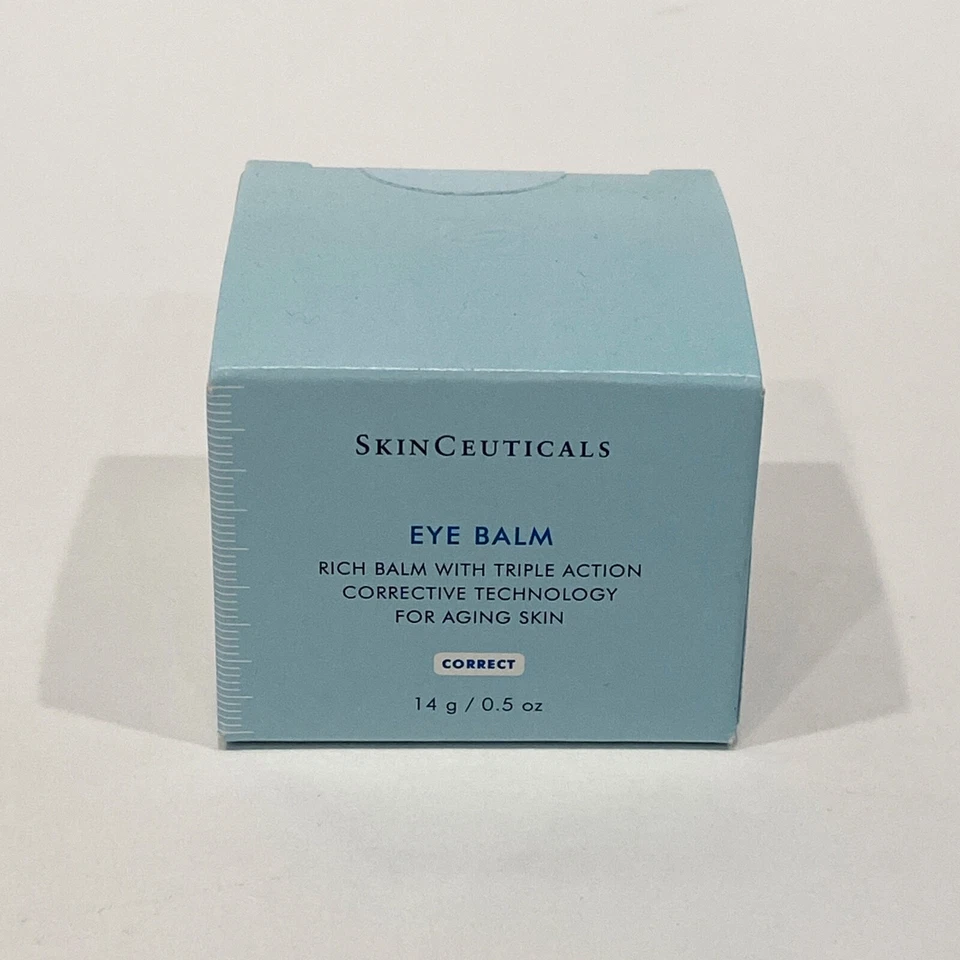 SKINCEUTICALS
EYE BALM
RICH BALM WITH TRIPLE ACTION
CORRECTIVE TECHNOLOGY
FOR AGING SKIN
CORRECT
14 g / 0.5 oz